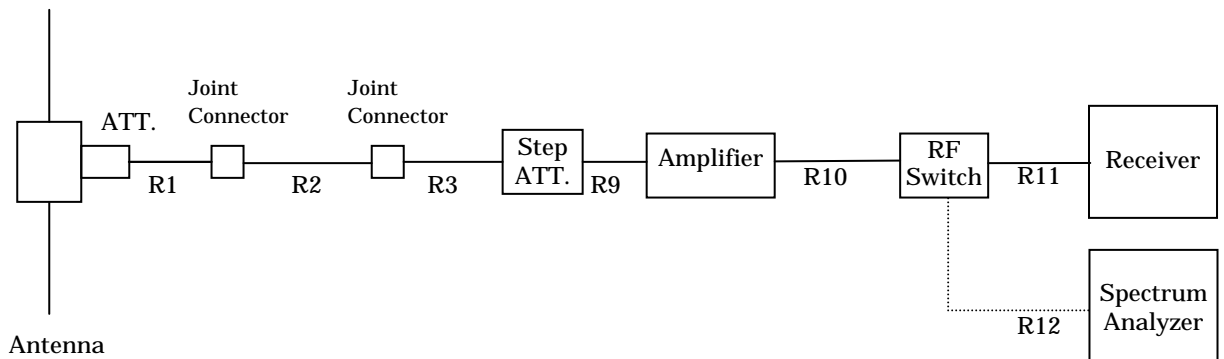 ATT.
Joint
Connector
Joint
Connector
Step
ATT.
Amplifier
RF
Switch
Receiver
R1
R2
R3
R9
R10
R11
Spectrum
Analyzer
R12
Antenna